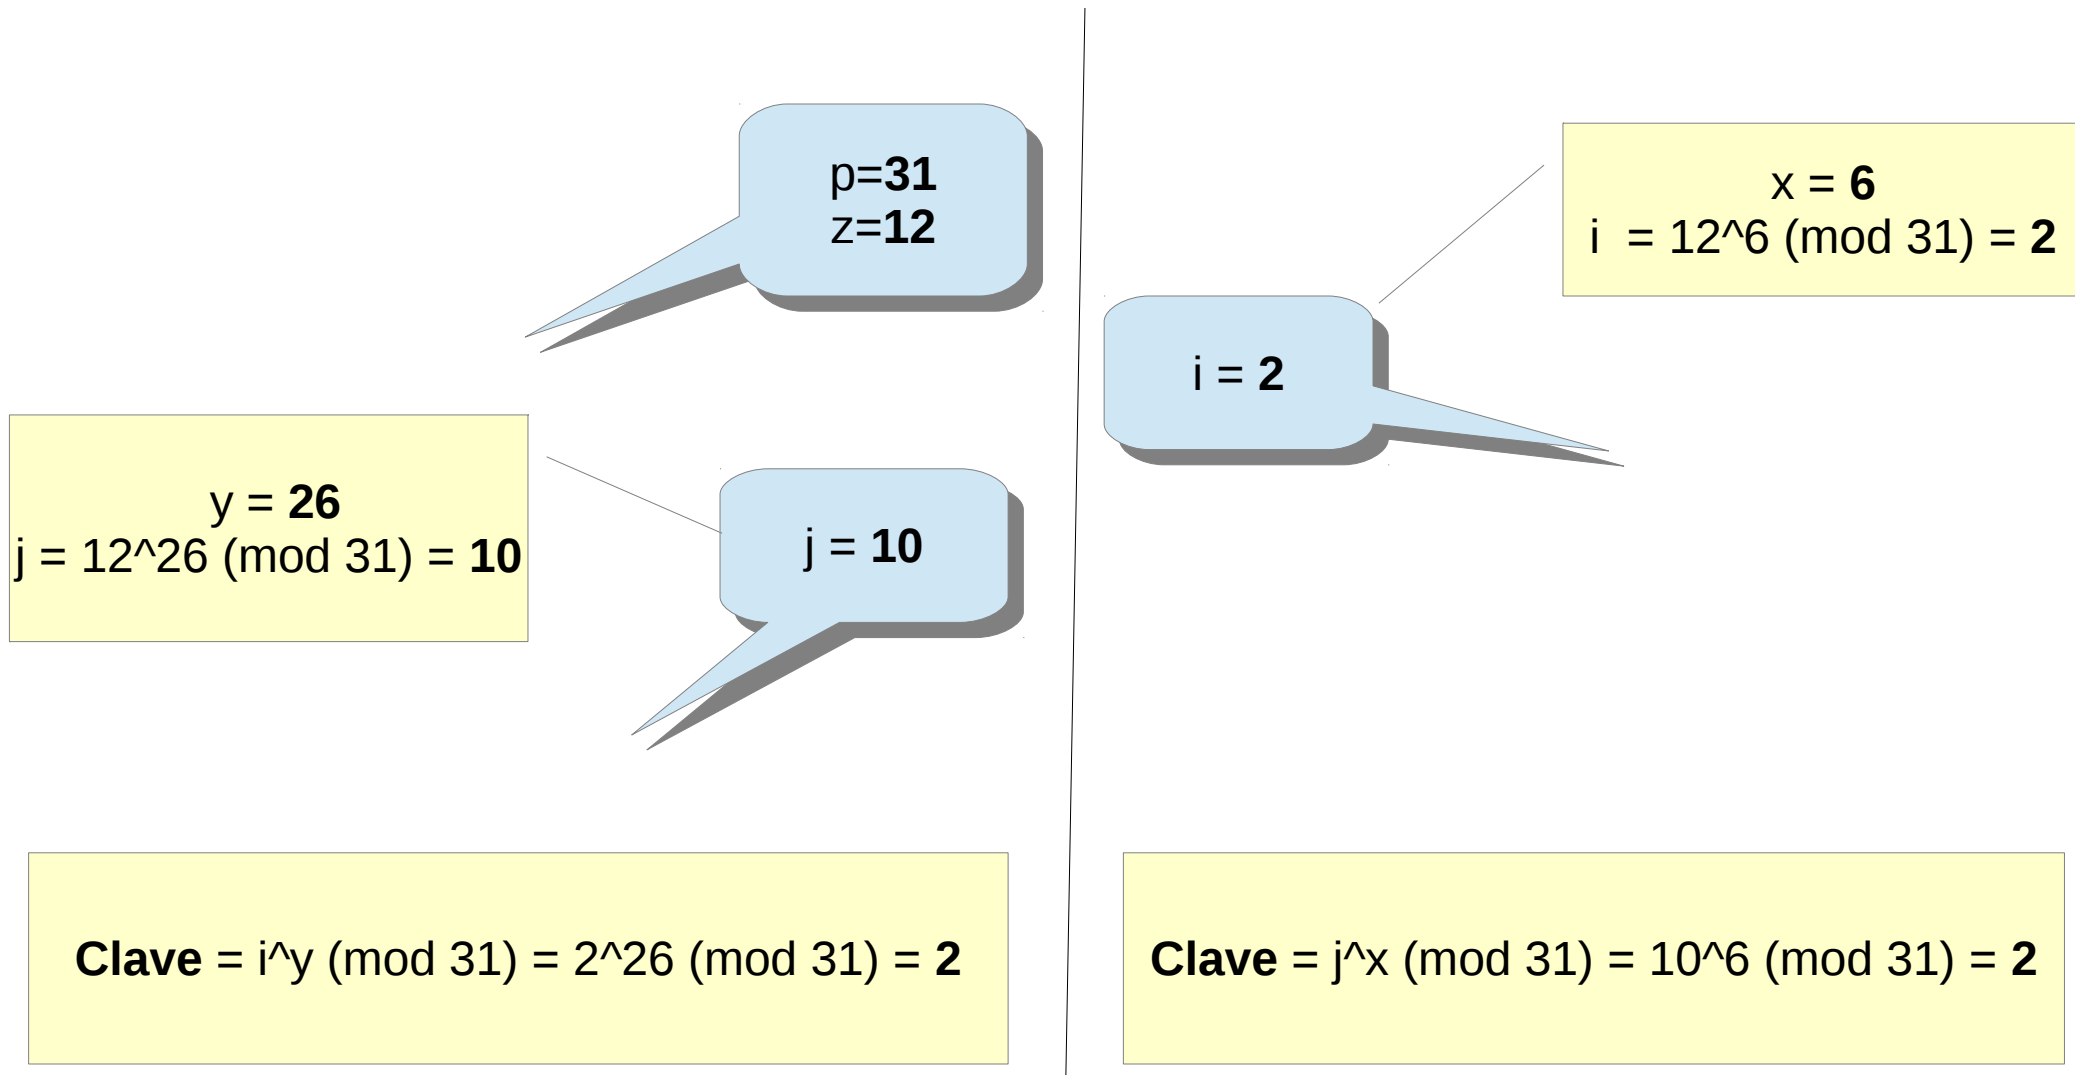 p=31
z=12
x = 6
i  = 12^6 (mod 31) = 2
i = 2
y = 26
j = 12^26 (mod 31) = 10
j = 10
Clave = i^y (mod 31) = 2^26 (mod 31) = 2
Clave = j^x (mod 31) = 10^6 (mod 31) = 2